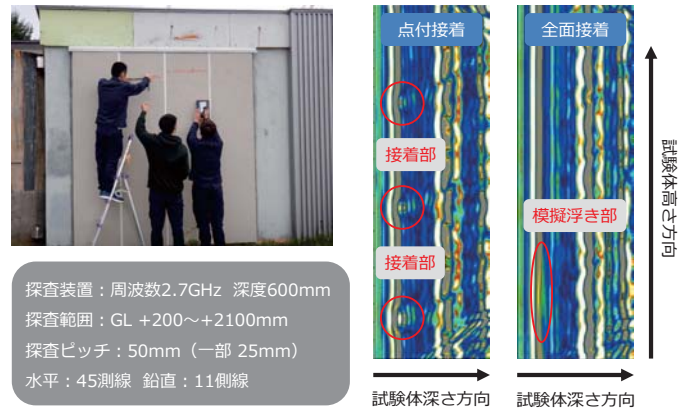 探査装置：周波数2.7GHz 深度600mm
探査範囲：GL +200～+2100mm
探査ピッチ：50mm（一部 25mm）
水平：45測線 鉛直：11側線
点付接着
接着部
接着部
試験体深さ方向
全面接着
模擬浮き部
試験体深さ方向
試験体高さ方向